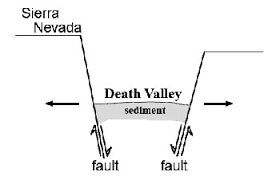 Sierra
Nevada
Death Valley
sediment
fault
fault